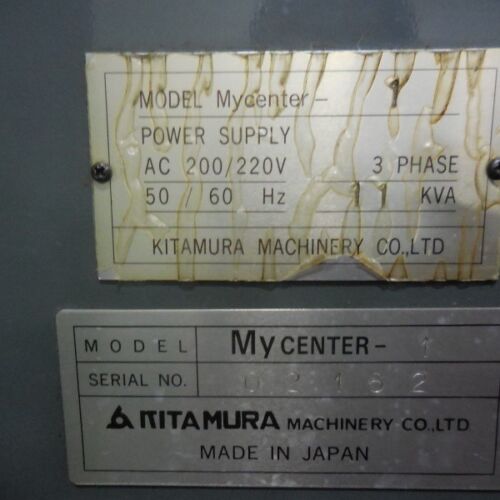 MODEL Mycenter- 1
POWER SUPPLY
AC 200/220V 3 PHASE
50 / 60 Hz 11 KVA
KITAMURA MACHINERY CO.,LTD
MODEL MyCENTER- 1
SERIAL NO. 02162
KITAMURA MACHINERY CO.,LTD
MADE IN JAPAN